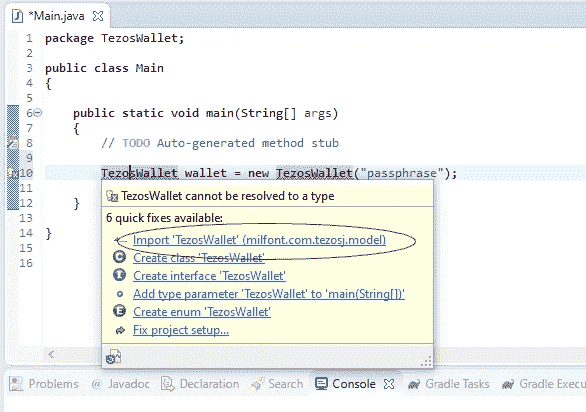 *Main.java
1 package TezosWallet;
2
3 public class Main
4 {
5
6 public static void main(String[] args)
7 {
8 // TODO Auto-generated method stub
9
10 TezosWallet wallet = new TezosWallet("passphrase");
11
TezosWallet cannot be resolved to a type
12 }
6 quick fixes available:
13
Import 'TezosWallet' (milfont.com.tezosj.model)
14 }
Create class 'TezosWallet'
15
Create interface 'TezosWallet'
16
Add type parameter 'TezosWallet' to 'main(String[])'
Create enum 'TezosWallet'
Fix project setup...
Problems @ Javadoc Declaration Search Console Gradle Tasks Gradle Execu